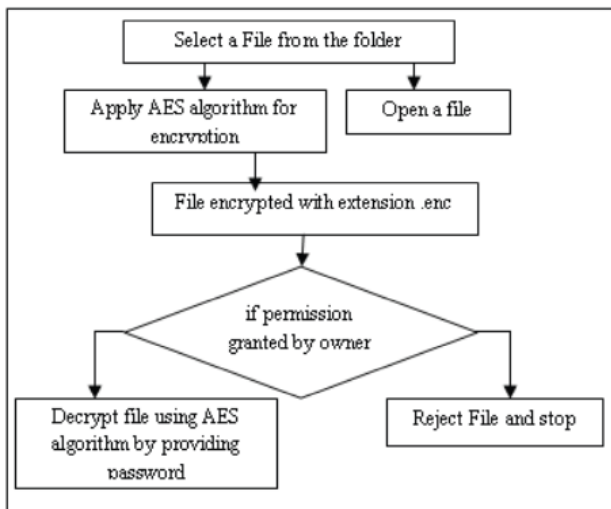 Select a File from the folder
Apply AES algorithm for
encryption
Open a file
File encrypted with extension .enc
if permission
granted by owner
Decrypt file using AES
algorithm by providing
password
Reject File and stop